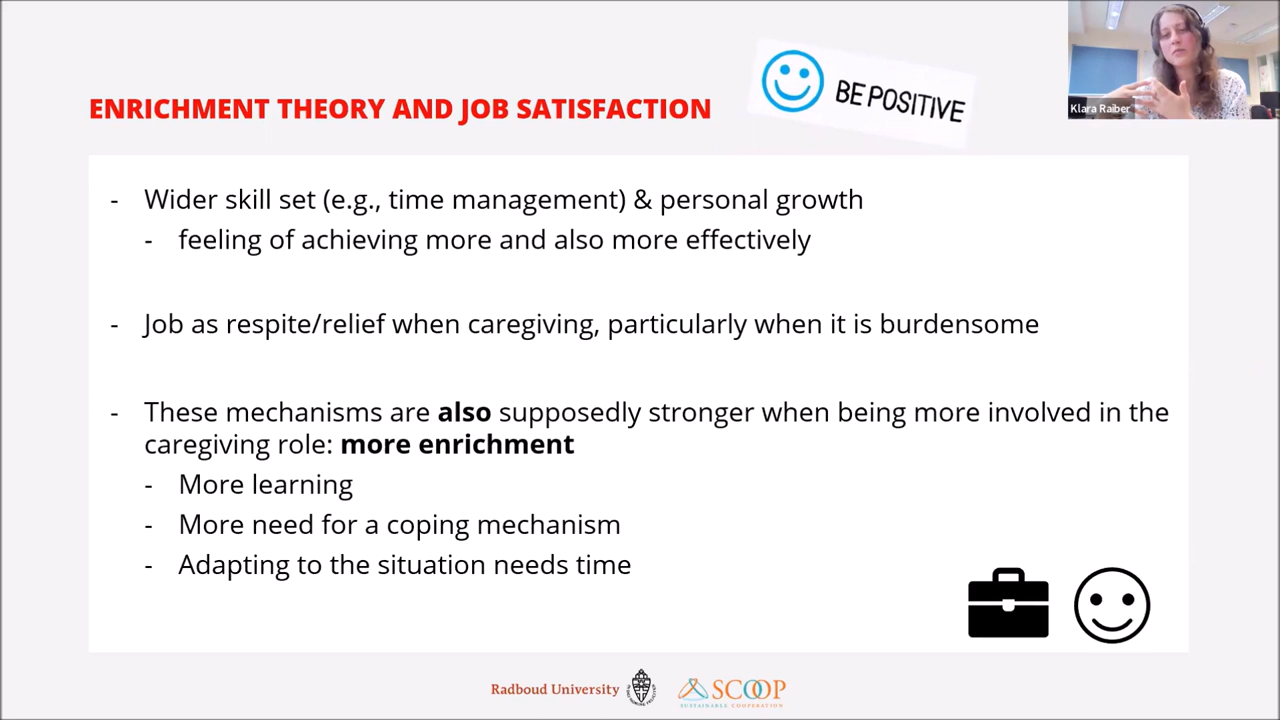 ENRICHMENT THEORY AND JOB SATISFACTION
BE POSITIVE
Klara Raiber
- Wider skill set (e.g., time management) & personal growth
- feeling of achieving more and also more effectively
- Job as respite/relief when caregiving, particularly when it is burdensome
- These mechanisms are also supposedly stronger when being more involved in the
caregiving role: more enrichment
- More learning
- More need for a coping mechanism
- Adapting to the situation needs time
Radboud University
SCOOP
SUSTAINABLE COOPERATION